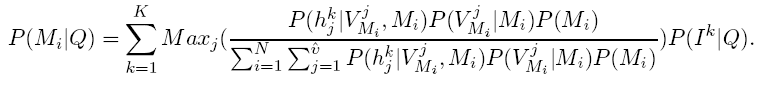 P(M_i|Q) = \sum_{k=1}^{K} Max_j(\frac{P(h_j^k|V_{M_i}^j, M_i)P(V_{M_i}^j|M_i)P(M_i)}{\sum_{i=1}^{N} \sum_{j=1}^{\hat{v}} P(h_j^k|V_{M_i}^j, M_i)P(V_{M_i}^j|M_i)P(M_i)})P(I^k|Q).